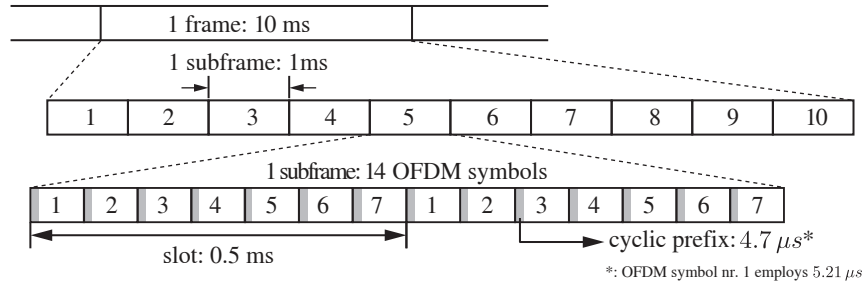 1 frame: 10 ms
1 subframe: 1ms
1 2 3 4 5 6 7 8 9 10
1 subframe: 14 OFDM symbols
1 2 3 4 5 6 7 1 2 3 4 5 6 7
slot: 0.5 ms
cyclic prefix: 4.7 μs*
*: OFDM symbol nr. 1 employs 5.21 μs